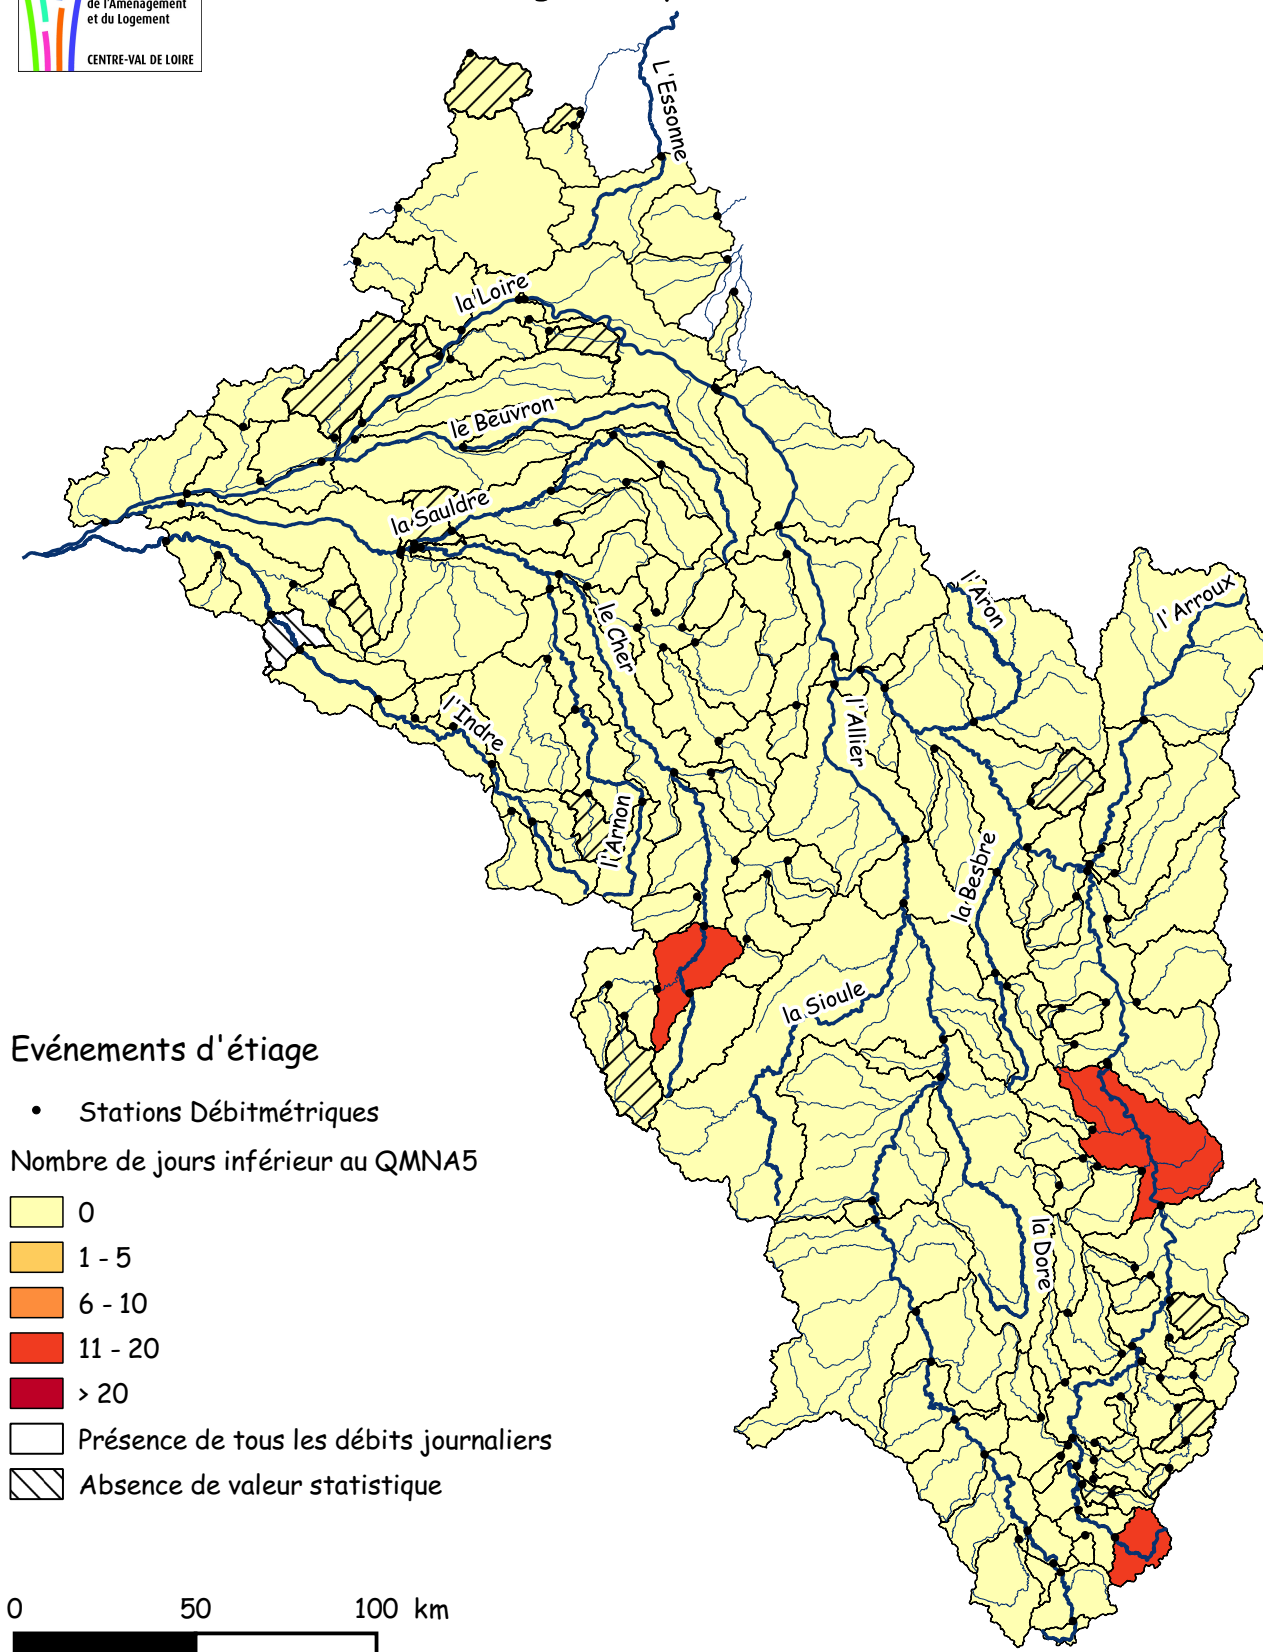 de l'Aménagement
et du Logement
CENTRE-VAL DE LOIRE
L'Essonne
la Loire
le Beuvron
la Sauldre
le Cher
l'Aron
l' Arroux
l'Indre
l'Allier
l'Arnon
la Besbre
la Sioule
la Dore
Evénements d'étiage
Stations Débitmétriques
Nombre de jours inférieur au QMNA5
0
1 - 5
6 - 10
11 - 20
> 20
Présence de tous les débits journaliers
Absence de valeur statistique
0 50 100 km